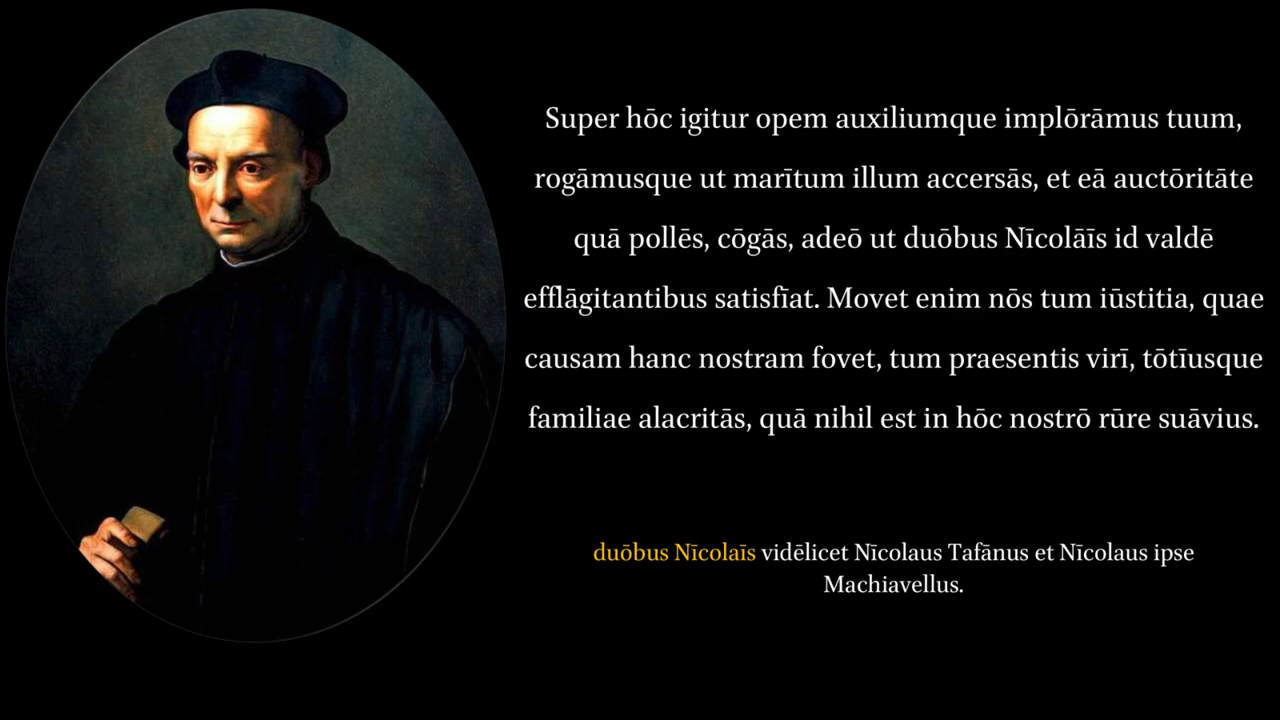 Super hōc igitur opem auxiliumque implōrāmus tuum,
rogāmusque ut marītum illum accersās, et eā auctōritāte
quā pollēs, cōgās, adeō ut duōbus Nīcolāīs id valdē
efflāgitantibus satisfīat. Movet enim nōs tum iūstitia, quae
causam hanc nostram fovet, tum praesentis virī, tōtīusque
familiae alacritās, quā nihil est in hōc nostrō rūre suāvius.
duōbus Nīcolaīs vidēlicet Nīcolaus Tafānus et Nīcolaus ipse
Machiavellus.